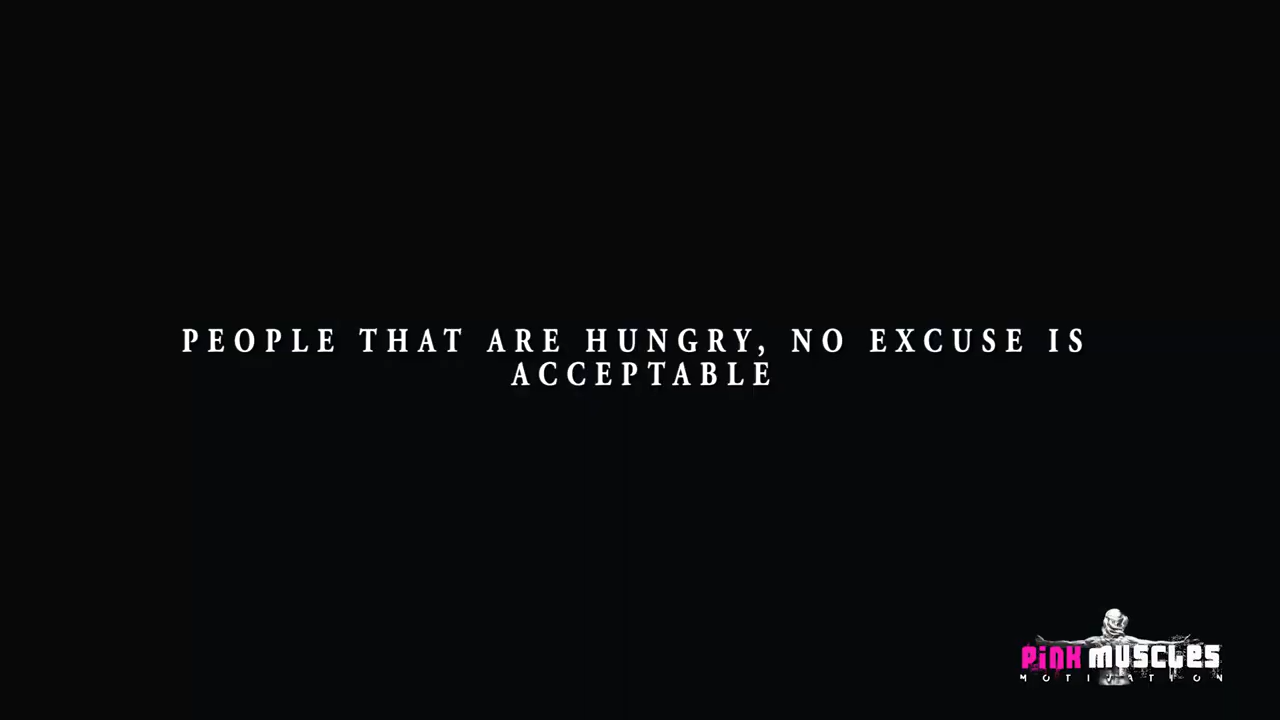 PEOPLE THAT ARE HUNGRY, NO EXCUSE IS
ACCEPTABLE
PINK MUSCLES
MOTIVATION